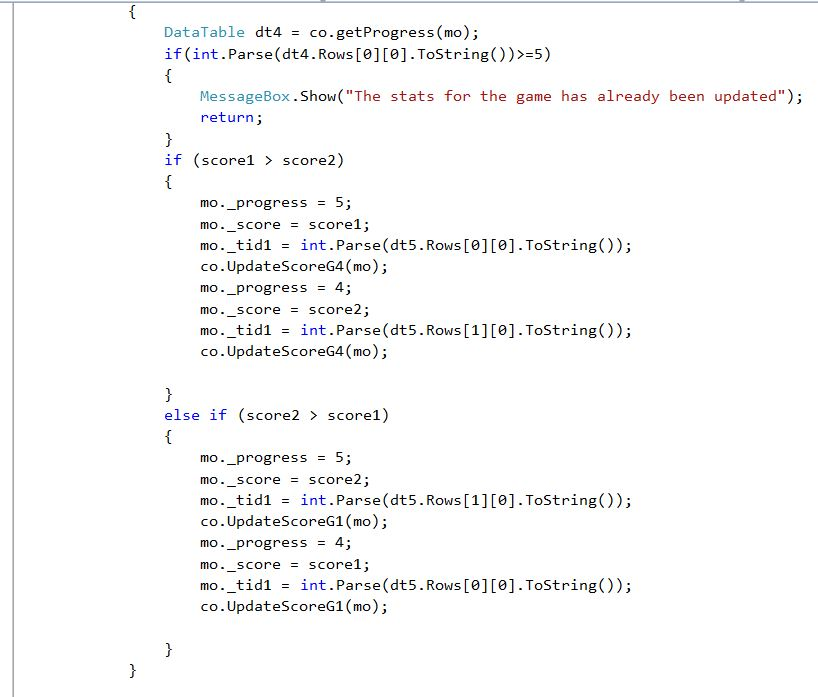 {
DataTable dt4 = co.getProgress(mo);
if(int.Parse(dt4.Rows[0][0].ToString())>=5)
{
MessageBox.Show("The stats for the game has already been updated");
return;
}
if (score1 > score2)
{
mo._progress = 5;
mo._score = score1;
mo._tid1 = int.Parse(dt5.Rows[0][0].ToString());
co.UpdateScoreG4(mo);
mo._progress = 4;
mo._score = score2;
mo._tid1 = int.Parse(dt5.Rows[1][0].ToString());
co.UpdateScoreG4(mo);
}
else if (score2 > score1)
{
mo._progress = 5;
mo._score = score2;
mo._tid1 = int.Parse(dt5.Rows[1][0].ToString());
co.UpdateScoreG1(mo);
mo._progress = 4;
mo._score = score1;
mo._tid1 = int.Parse(dt5.Rows[0][0].ToString());
co.UpdateScoreG1(mo);
}
}